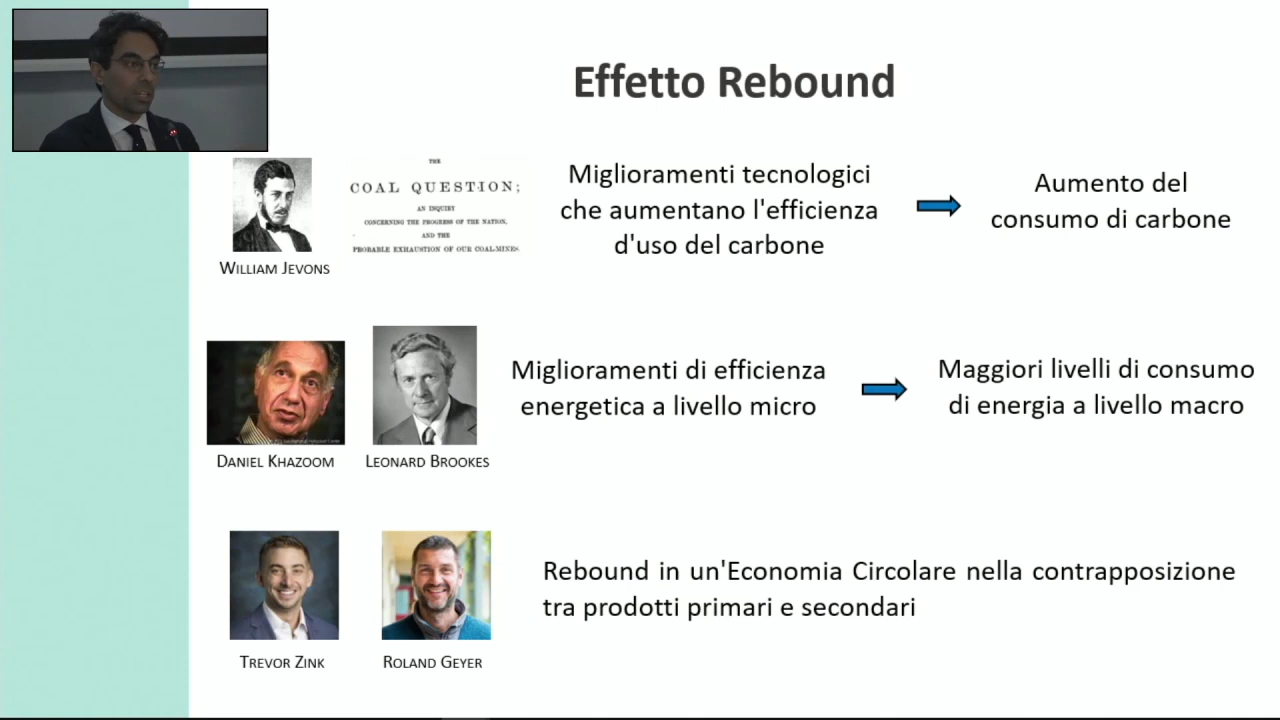 Effetto Rebound
THE
COAL QUESTION;
AN INQUIRY
CONCERNING THE PROGRESS OF THE NATION,
AND THE
PROBABLE EXHAUSTION OF OUR COAL-MINES.
WILLIAM JEVONS
Miglioramenti tecnologici
che aumentano l'efficienza
d'uso del carbone
Aumento del
consumo di carbone
DANIEL KHAZOOM
LEONARD BROOKES
Miglioramenti di efficienza
energetica a livello micro
Maggiori livelli di consumo
di energia a livello macro
TREVOR ZINK
ROLAND GEYER
Rebound in un'Economia Circolare nella contrapposizione
tra prodotti primari e secondari